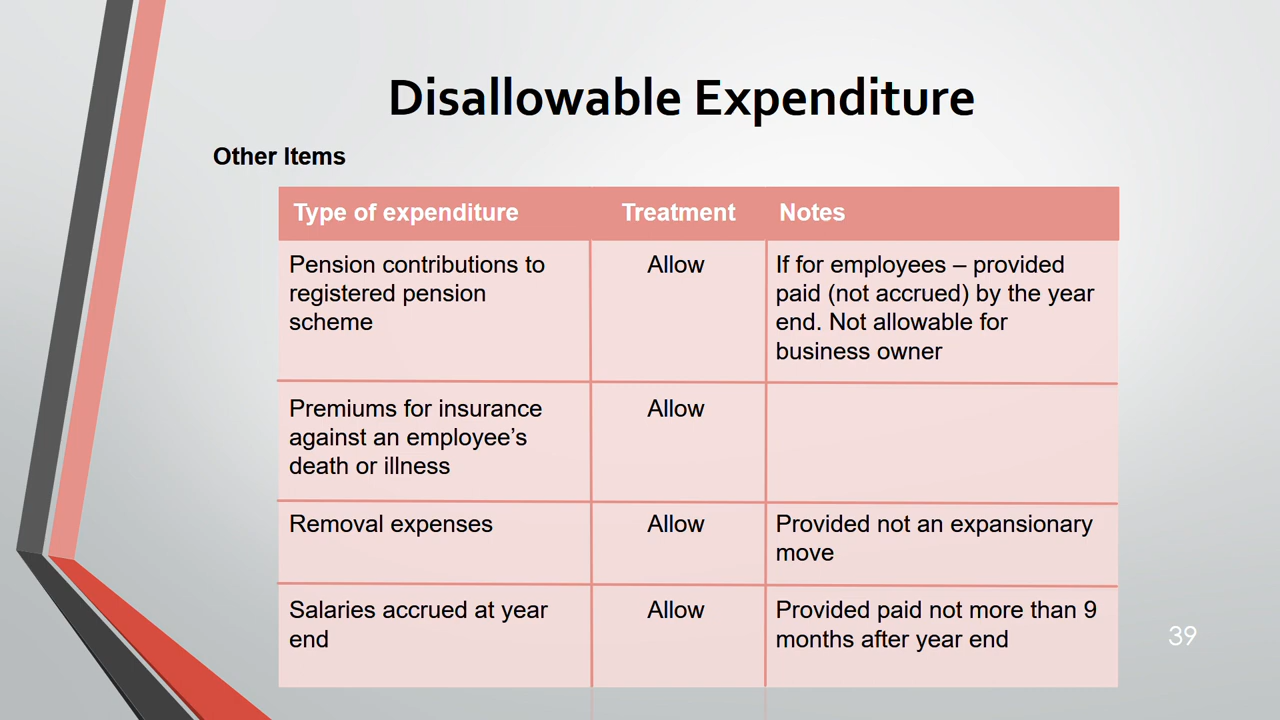 Disallowable Expenditure
Other Items
Type of expenditure
Treatment
Notes
Pension contributions to
registered pension
scheme
Allow
If for employees – provided
paid (not accrued) by the year
end. Not allowable for
business owner
Premiums for insurance
against an employee’s
death or illness
Allow
Removal expenses
Allow
Provided not an expansionary
move
Salaries accrued at year
end
Allow
Provided paid not more than 9
months after year end
39